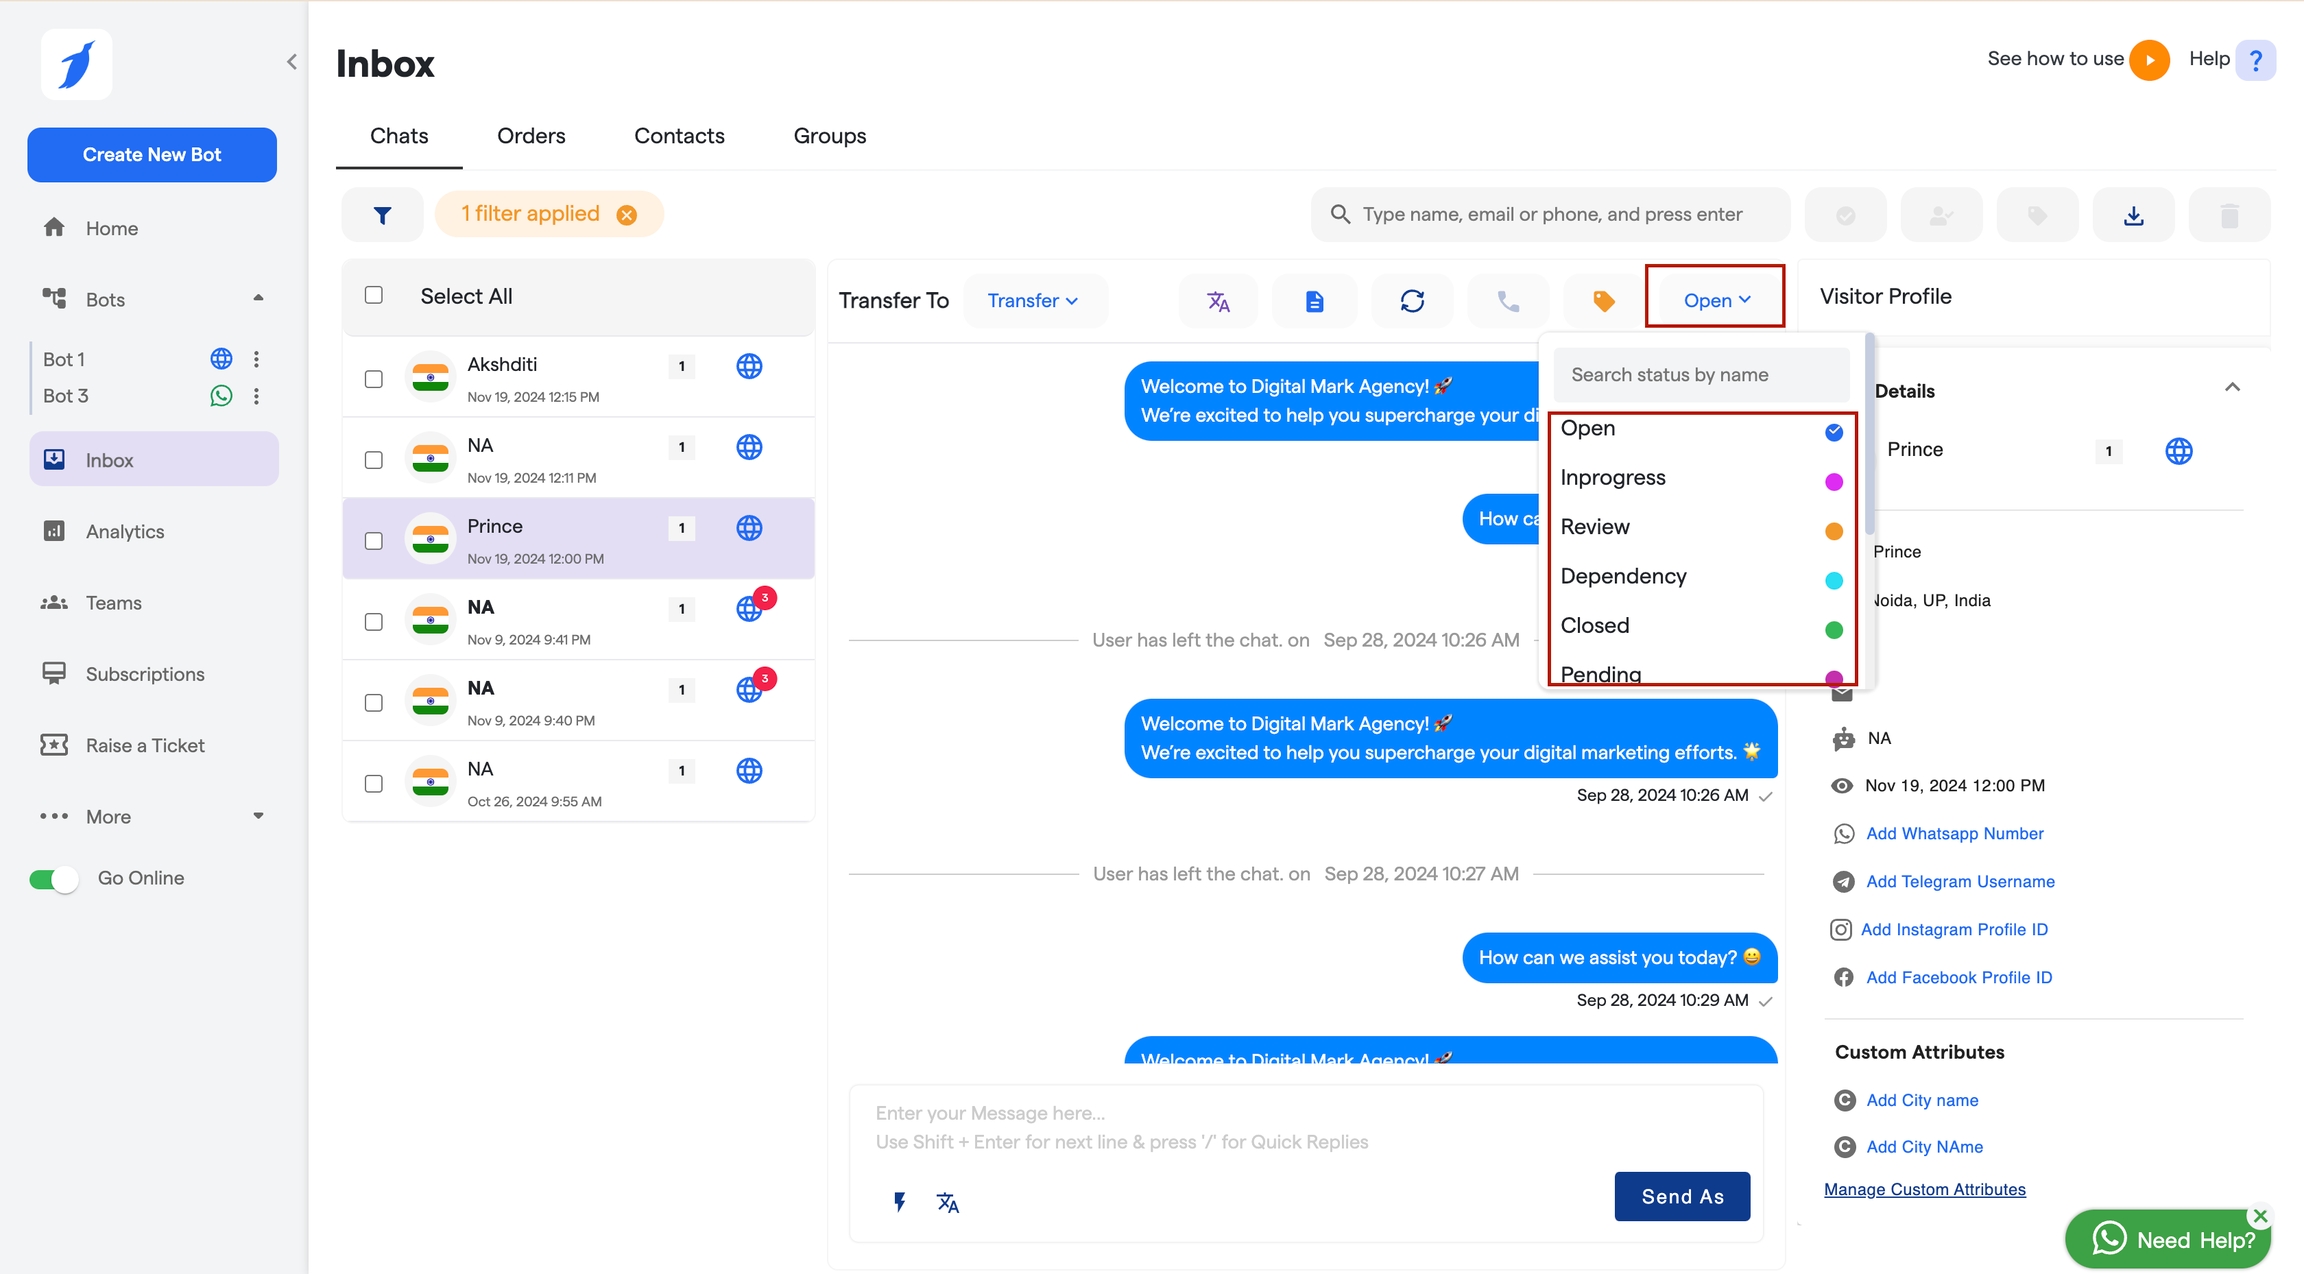 Inbox
See how to use
Help
?
Create New Bot
Chats
Orders
Contacts
Groups
1 filter applied
Type name, email or phone, and press enter
Home
Bots
Bot 1
Bot 3
Inbox
Analytics
Teams
Subscriptions
Raise a Ticket
More
Go Online
Select All
Akshditi
1
Nov 19, 2024 12:15 PM
NA
1
Nov 19, 2024 12:11 PM
Prince
1
Nov 19, 2024 12:00 PM
NA
1
3
Nov 9, 2024 9:41 PM
NA
1
3
Nov 9, 2024 9:40 PM
NA
1
Oct 26, 2024 9:55 AM
Transfer To
Transfer
Open
Welcome to Digital Mark Agency! 🚀
We're excited to help you supercharge your di
How ca
Search status by name
Open
Inprogress
Review
Dependency
Closed
Pending
User has left the chat. on Sep 28, 2024 10:26 AM
Welcome to Digital Mark Agency! 🚀
We're excited to help you supercharge your digital marketing efforts. 🌟
Sep 28, 2024 10:26 AM
User has left the chat. on Sep 28, 2024 10:27 AM
How can we assist you today? 😀
Sep 28, 2024 10:29 AM
Welcome to Digital Mark Agency! 🚀
Enter your Message here...
Use Shift + Enter for next line & press '/' for Quick Replies
Send As
Visitor Profile
Details
Prince
1
Prince
Noida, UP, India
NA
Nov 19, 2024 12:00 PM
Add Whatsapp Number
Add Telegram Username
Add Instagram Profile ID
Add Facebook Profile ID
Custom Attributes
C Add City name
C Add City NAme
Manage Custom Attributes
Need Help?